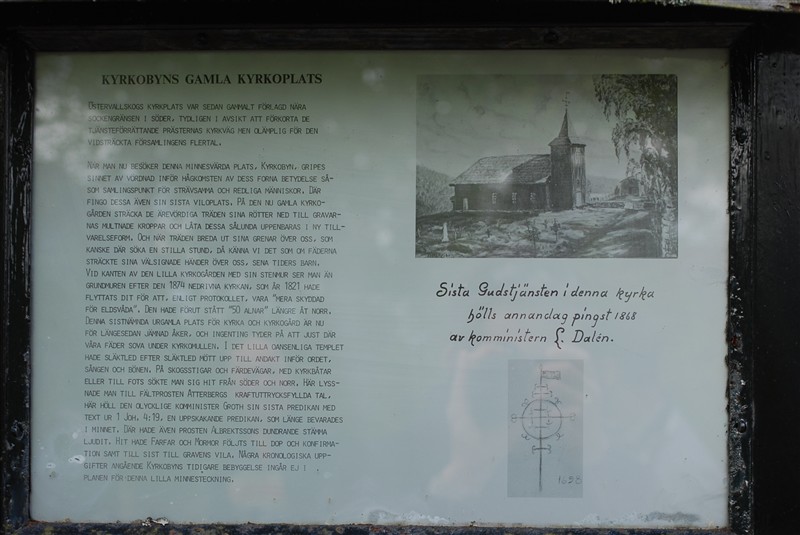 KYRKOBYNS GAMLA KYRKOPLATS
ÖSTERVALLSKOGS KYRKPLATS VAR SEDAN GAMMALT FÖRLAGD NÄRA
SOCKENGRÄNSEN I SÖDER, TYDLIGEN I AVSIKT ATT FÖRKORTA DE
TJÄNSTEFÖRRÄTTANDE PRÄSTERNAS KYRKVÄG MEN OLÄMPLIG FÖR DEN
VIDSTRÄCKTA FÖRSAMLINGENS FLERTAL.
NÄR MAN NU BESÖKER DENNA MINNESVÄRDA PLATS, KYRKOBYN, GRIPES
SINNET AV VÖRDNAD INFÖR HÅGKOMSTEN AV DESS FORNA BETYDELSE SÅ-
SOM SAMLINGSPUNKT FÖR STRÄVSAMMA OCH REDLIGA MÄNNISKOR. DÄR
FINGO DESSA ÄVEN SIN SISTA VILOPLATS. PÅ DEN NU GAMLA KYRKO-
GÅRDEN STRÄCKA DE ÄREVÖRDIGA TRÄDEN SINA RÖTTER NED TILL GRAVAR-
NAS MULTNADE KROPPAR OCH LÅTA DESSA SÅLUNDA UPPENBARAS I NY TILL-
VARELSEFORM. OCH NÄR TRÄDEN BREDA UT SINA GRENAR ÖVER OSS, SOM
KANSKE DÄR SÖKA EN STILLA STUND, DÅ KÄNNA VI DET SOM OM FÄDERNA
STRÄCKTE SINA VÄLSIGNADE HÄNDER ÖVER OSS, SENA TIDERS BARN.
VID KANTEN AV DEN LILLA KYRKOGÅRDEN MED SIN STENMUR SER MAN ÄN
GRUNDMUREN EFTER DEN 1874 NEDRIVNA KYRKAN, SOM ÅR 1821 HADE
FLYTTATS DIT FÖR ATT, ENLIGT PROTOKOLLET, VARA "MERA SKYDDAD
FÖR ELDSVÅDA". DEN HADE FÖRUT STÅTT "50 ALNAR" LÄNGRE ÅT NORR.
DENNA SISTNÄMNDA URGAMLA PLATS FÖR KYRKA OCH KYRKOGÅRD ÄR NU
FÖR LÄNGESEDAN JÄMNAD ÅKER, OCH INGENTING TYDER PÅ ATT JUST DÄR
VÅRA FÄDER SOVA UNDER KYRKOMULLEN. I DET LILLA OANSENLIGA TEMPLET
HADE SLÄKTLED EFTER SLÄKTLED MÖTT UPP TILL ANDAKT INFÖR ORDET,
SÅNGEN OCH BÖNEN. PÅ SKOGSSTIGAR OCH FÄRDEVÄGAR, MED KYRKBÅTAR
ELLER TILL FOTS SÖKTE MAN SIG HIT FRÅN SÖDER OCH NORR. HÄR LYSS-
NADE MAN TILL FÄLTPROSTEN ATTERBERGS KRAFTUTTRYCKSFYLLDA TAL,
HÄR HÖLL DEN OLYCKLIGE KOMMINISTER GROTH SIN SISTA PREDIKAN MED
TEXT UR 1 JOH. 4:19, EN UPPSKAKANDE PREDIKAN, SOM LÄNGE BEVARADES
I MINNET. DÄR HADE ÄVEN PROSTEN ALBREKTSSONS DUNDRANDE STÄMMA
LJUDIT. HIT HADE FARFAR OCH MORMOR FÖLJTS TILL DOP OCH KONFIRMA-
TION SAMT TILL SIST TILL GRAVENS VILA. NÅGRA KRONOLOGISKA UPP-
GIFTER ANGÅENDE KYRKOBYNS TIDIGARE BEBYGGELSE INGÅR EJ I
PLANEN FÖR DENNA LILLA MINNESTECKNING.
Sista Gudstjänsten i denna kyrka
hölls annandag pingst 1868
av komministern L. Dalén.
1698